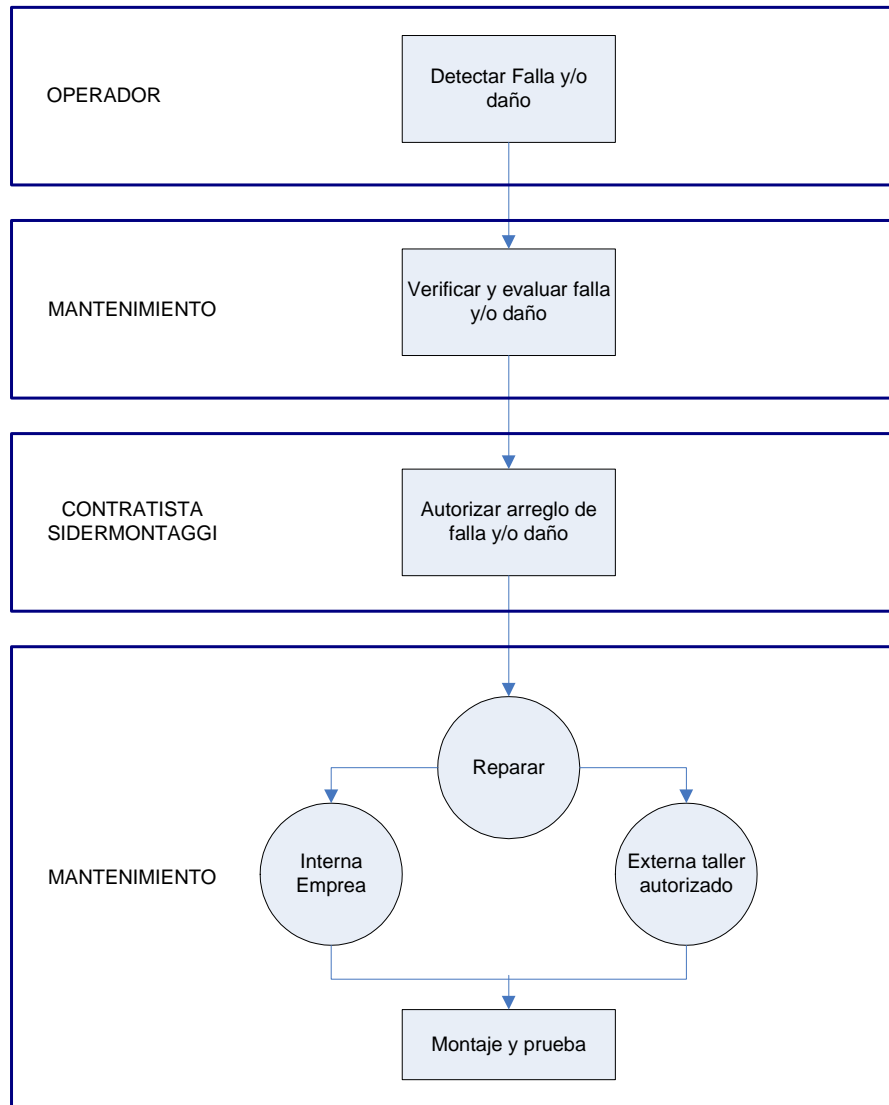 OPERADOR
Detectar Falla y/o
daño
MANTENIMIENTO
Verificar y evaluar falla
y/o daño
CONTRATISTA
SIDERMONTAGGI
Autorizar arreglo de
falla y/o daño
Reparar
MANTENIMIENTO
Interna
Emprea
Externa taller
autorizado
Montaje y prueba